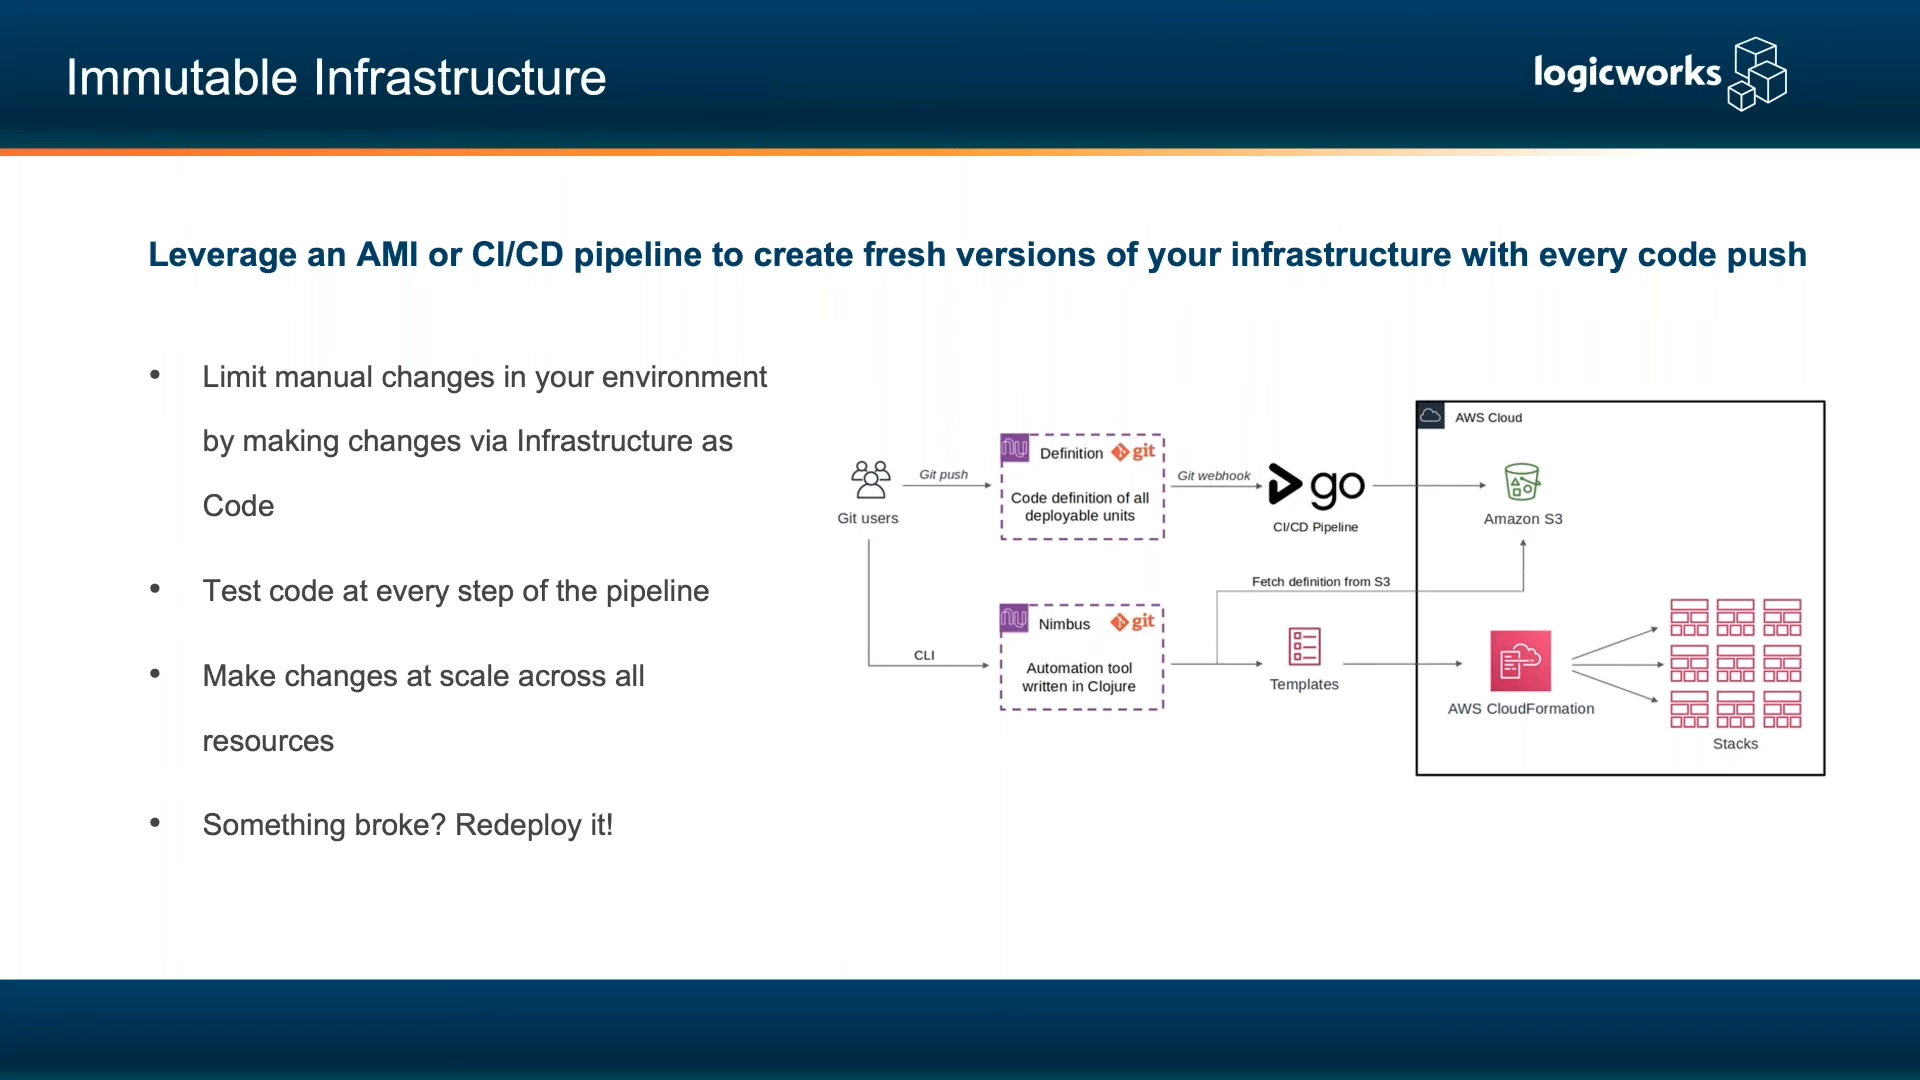 Immutable Infrastructure
logicworks
Leverage an AMI or CI/CD pipeline to create fresh versions of your infrastructure with every code push
• Limit manual changes in your environment
by making changes via Infrastructure as
Code
• Test code at every step of the pipeline
• Make changes at scale across all
resources
• Something broke? Redeploy it!
Git users
Git push
nu
Definition
git
Code definition of all
deployable units
Git webhook
go
CI/CD Pipeline
AWS Cloud
Amazon S3
Fetch definition from S3
CLI
nu
Nimbus
git
Automation tool
written in Clojure
Templates
AWS CloudFormation
Stacks